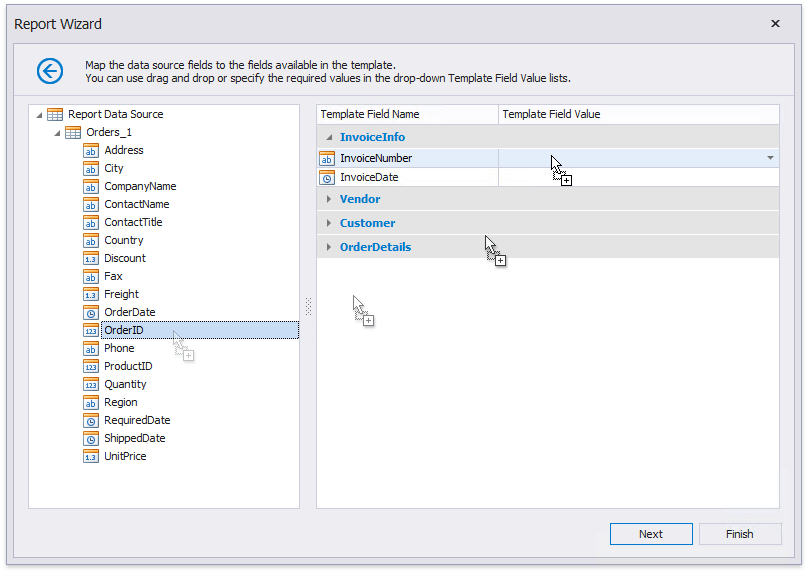 Report Wizard
Map the data source fields to the fields available in the template.
You can use drag and drop or specify the required values in the drop-down Template Field Value lists.
Report Data Source
Orders_1
ab Address
ab City
ab CompanyName
ab ContactName
ab ContactTitle
ab Country
1.3 Discount
ab Fax
1.3 Freight
OrderDate
123 OrderID
ab Phone
123 ProductID
123 Quantity
ab Region
RequiredDate
ShippedDate
1.3 UnitPrice
Template Field Name Template Field Value
InvoiceInfo
ab InvoiceNumber
InvoiceDate
Vendor
Customer
OrderDetails
Next Finish